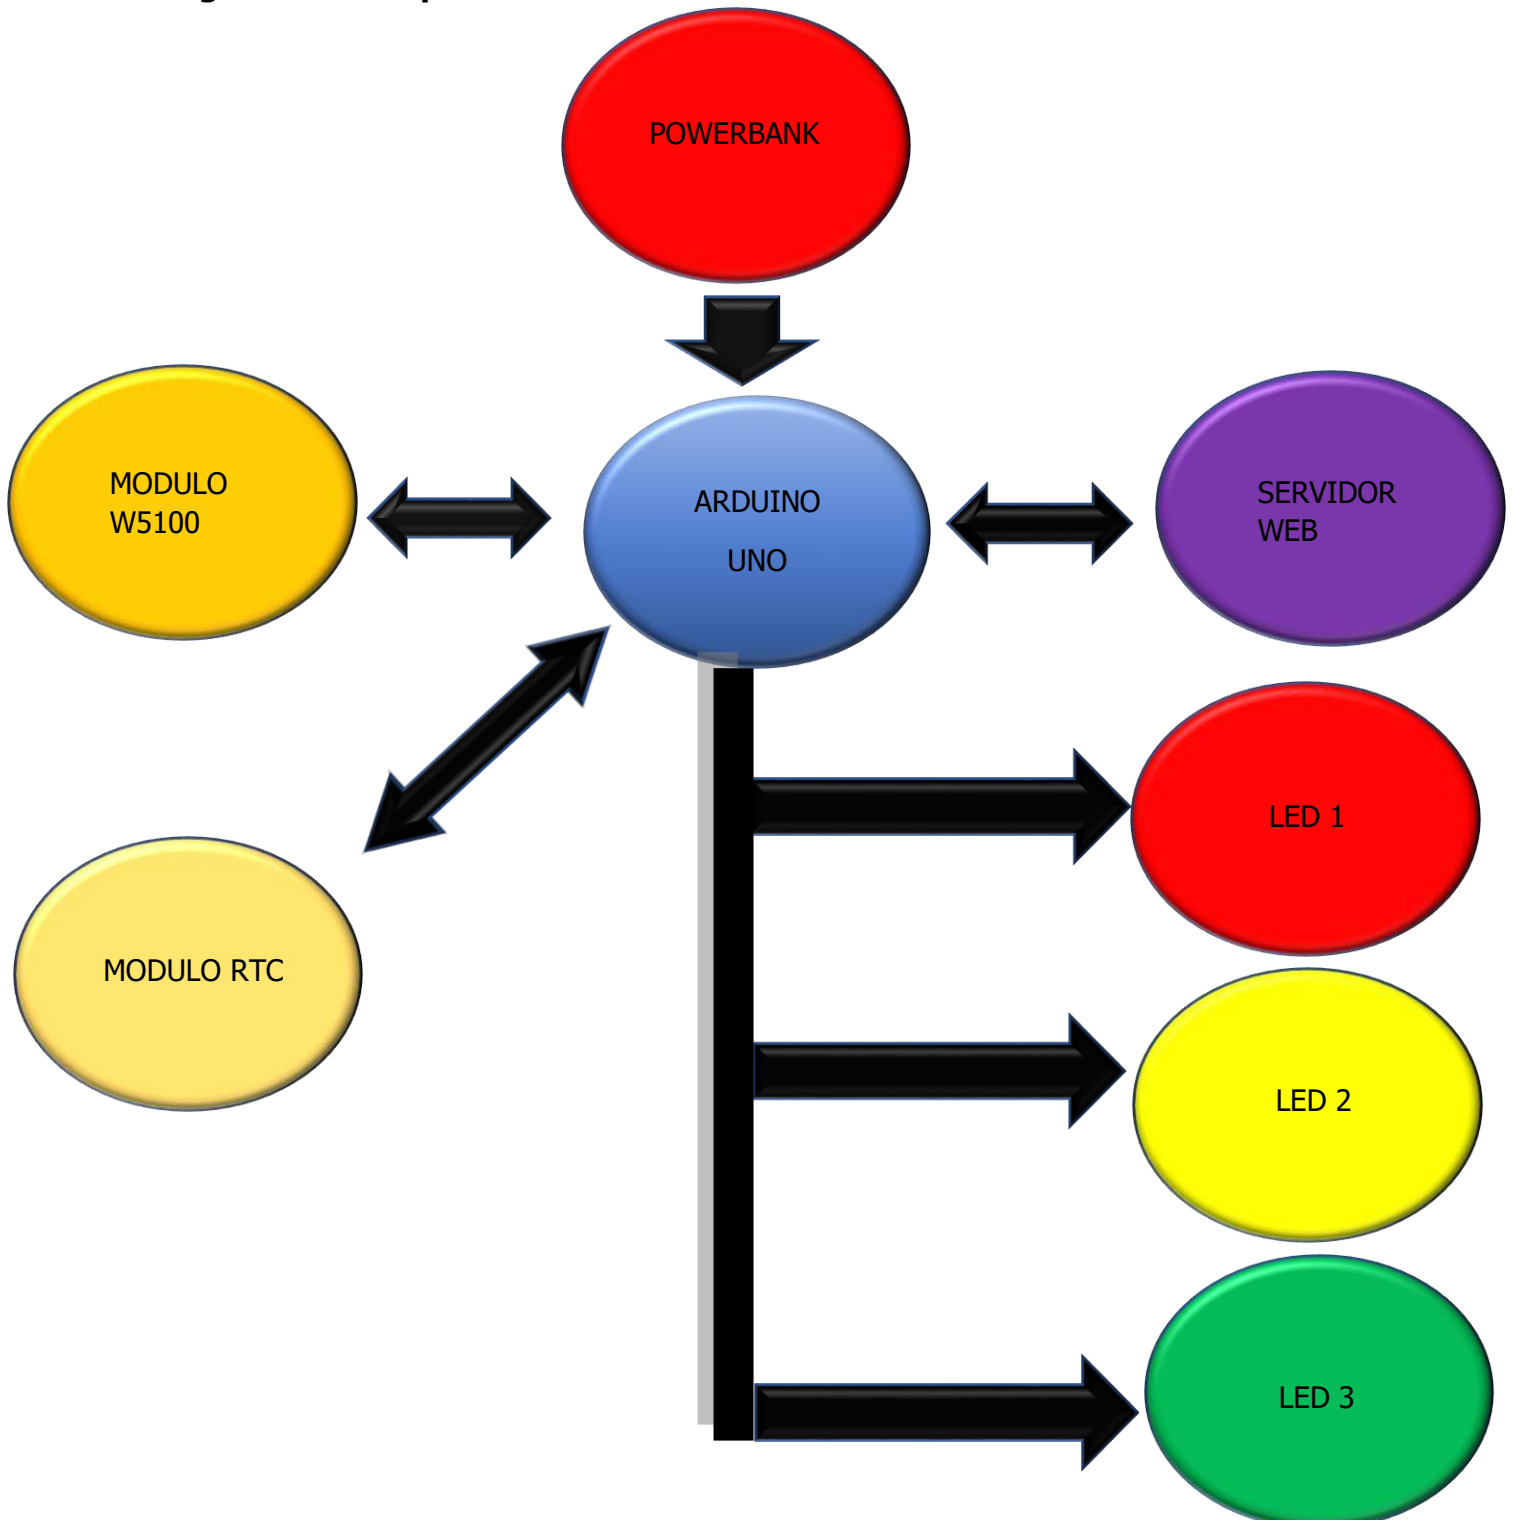 POWERBANK
MODULO
W5100
ARDUINO
UNO
SERVIDOR
WEB
LED 1
MODULO RTC
LED 2
LED 3